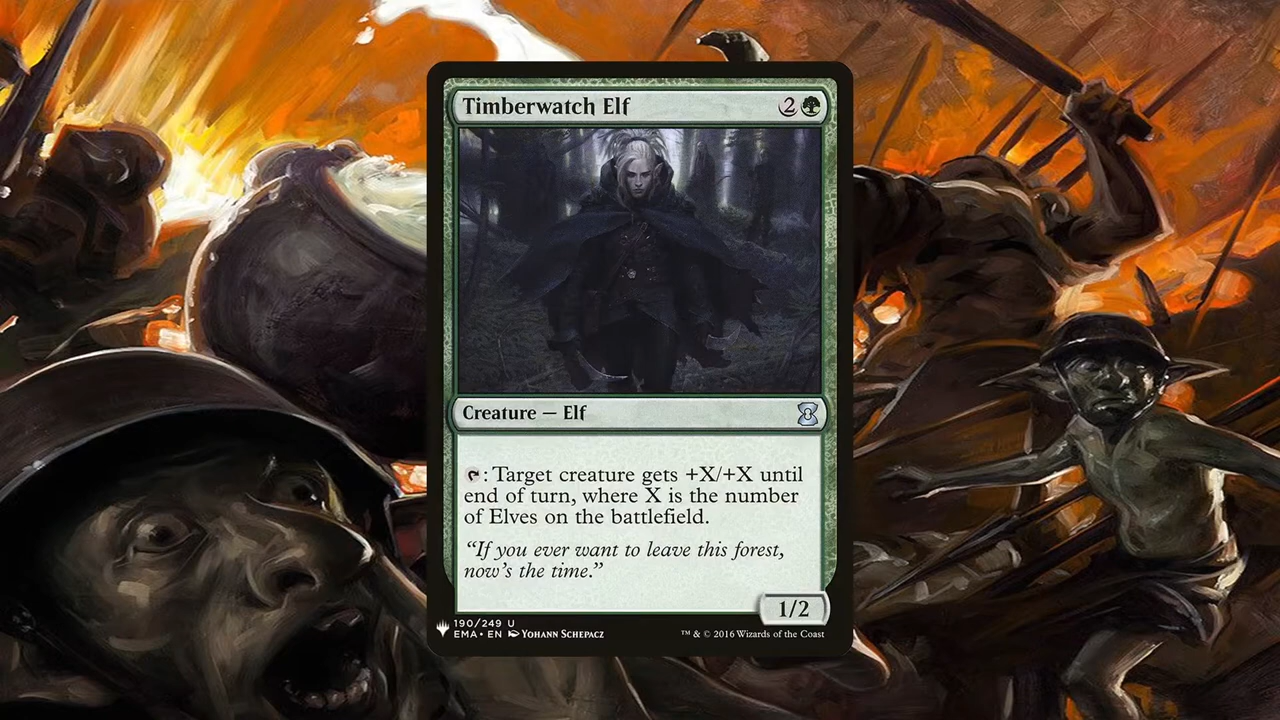 Timberwatch Elf 2
Creature — Elf
: Target creature gets +X/+X until
end of turn, where X is the number
of Elves on the battlefield.
“If you ever want to leave this forest,
now’s the time.”
1/2
190/249 U
EMA • EN Yohann Schepacz
™ & © 2016 Wizards of the Coast